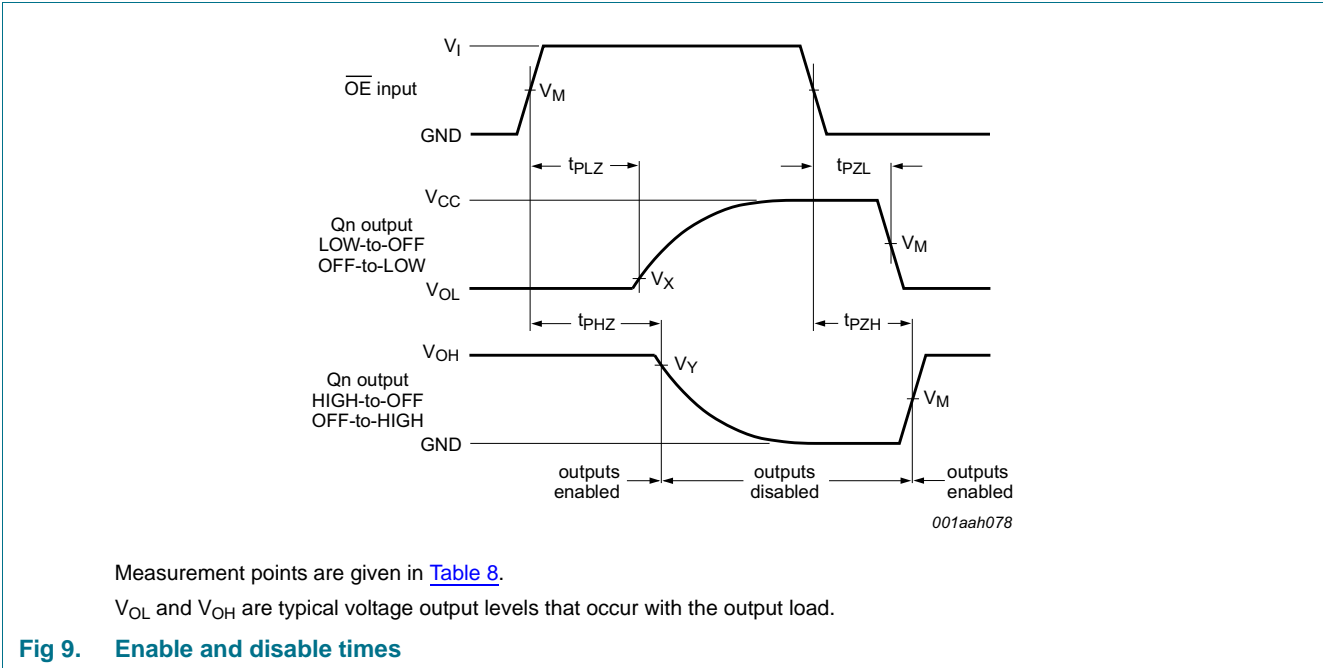 VI
OE input
VM
GND
tPLZ
tPZL
VCC
Qn output
LOW-to-OFF
OFF-to-LOW
VM
VX
VOL
tPHZ
tPZH
VOH
VY
Qn output
HIGH-to-OFF
OFF-to-HIGH
VM
GND
outputs
enabled
outputs
disabled
outputs
enabled
001aah078
Measurement points are given in Table 8.
VOL and VOH are typical voltage output levels that occur with the output load.
Fig 9. Enable and disable times